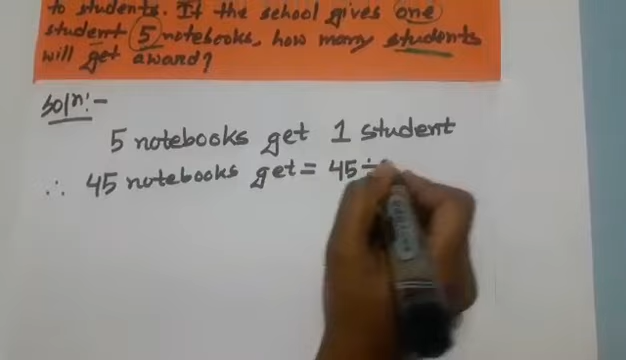 to students. If the school gives one
student 5 notebooks, how many students
will get award?
Soln:-
5 notebooks get 1 student
∴ 45 notebooks get = 45 ÷